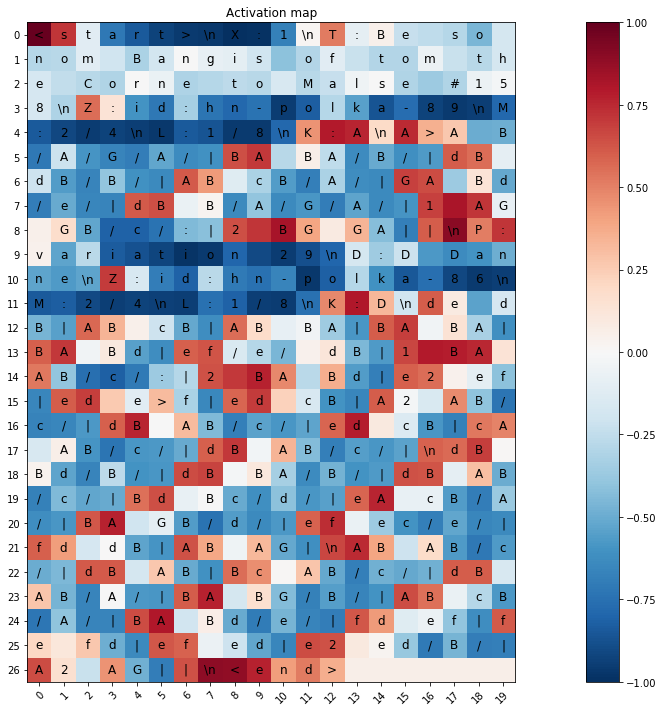 Activation map
0 < s t a r t > \n X : 1 \n T : B e s o
1 n o m B a n g i s o f t o m t h
2 e C o r n e t o M a l s e # 1 5
3 8 \n Z : i d : h n - p o l k a - 8 9 \n M
4 : 2 / 4 \n L : 1 / 8 \n K : A \n A > A B
5 / A / G / A / | B A B A / B / | d B
6 d B / B / | A B c B / A / | G A B d
7 / e / | d B B / A / G / A / | 1 A G
8 G B / c / : | 2 B G G A | | \n P :
9 v a r i a t i o n 2 9 \n D : D D a n
10 n e \n Z : i d : h n - p o l k a - 8 6 \n
11 M : 2 / 4 \n L : 1 / 8 \n K : D \n d e d
12 B | A B c B | A B B A | B A B A |
13 B A B d | e f / e / d B | 1 B A
14 A B / c / : | 2 B A B d | e 2 e f
15 | e d e > f | e d c B | A 2 A B /
16 c / | d B A B / c / | e d c B | c A
17 A B / c / | d B A B / c / | \n d B
18 B d / B / | d B B A / B / | d B A B
19 / c / | B d B c / d / | e A c B / A
20 / | B A G B / d / | e f e c / e / |
21 f d d B | A B A G | \n A B A B / c
22 / | d B A B | B c A B / c / | d B
23 A B / A / | B A B G / B / | A B c B
24 / A / | B A B d / e / | f d e f | f
25 e f d | e f e d | e 2 e d / B / |
26 A 2 A G | | \n < e n d >
0 1 2 3 4 5 6 7 8 9 10 11 12 13 14 15 16 17 18 19
1.00
0.75
0.50
0.25
0.00
−0.25
−0.50
−0.75
−1.00